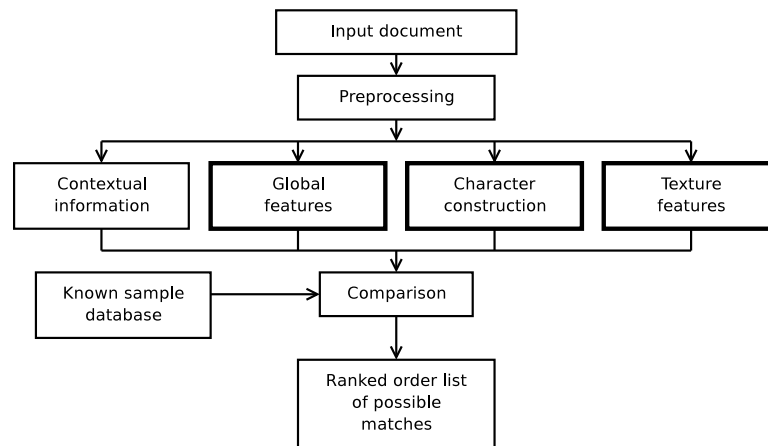 Input document
Preprocessing
Contextual
information
Global
features
Character
construction
Texture
features
Known sample
database
Comparison
Ranked order list
of possible
matches